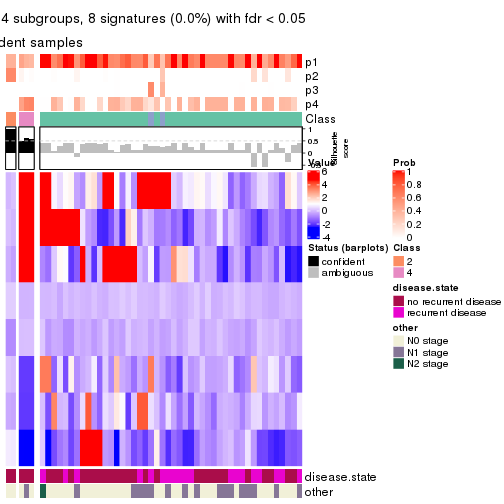 4 subgroups, 8 signatures (0.0%) with fdr < 0.05
dent samples
p1
p2
p3
p4
Class
1
0.5
0
-0.5
Silhouette
score
Value
6
4
2
0
-2
-4
Prob
1
0.8
0.6
0.4
0.2
0
Status (barplots)
confident
ambiguous
Class
2
4
disease.state
no recurrent disease
recurrent disease
other
N0 stage
N1 stage
N2 stage
disease.state
other